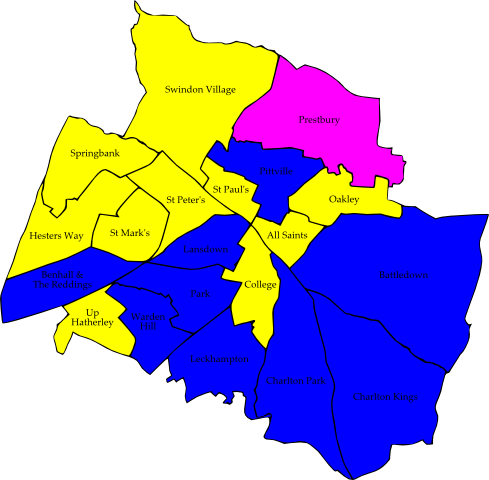 Swindon Village
Prestbury
Springbank
Pittville
St Paul's
St Peter's
Oakley
Hesters Way
St Mark's
All Saints
Lansdown
Benhall &
The Reddings
Battledown
College
Park
Up
Hatherley
Warden
Hill
Leckhampton
Charlton Park
Charlton Kings